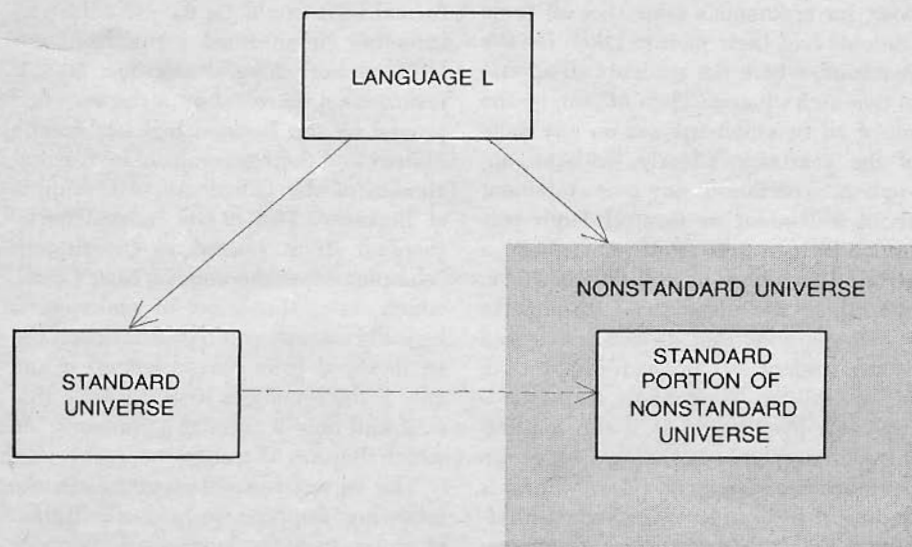 LANGUAGE L
NONSTANDARD UNIVERSE
STANDARD
UNIVERSE
STANDARD
PORTION OF
NONSTANDARD
UNIVERSE